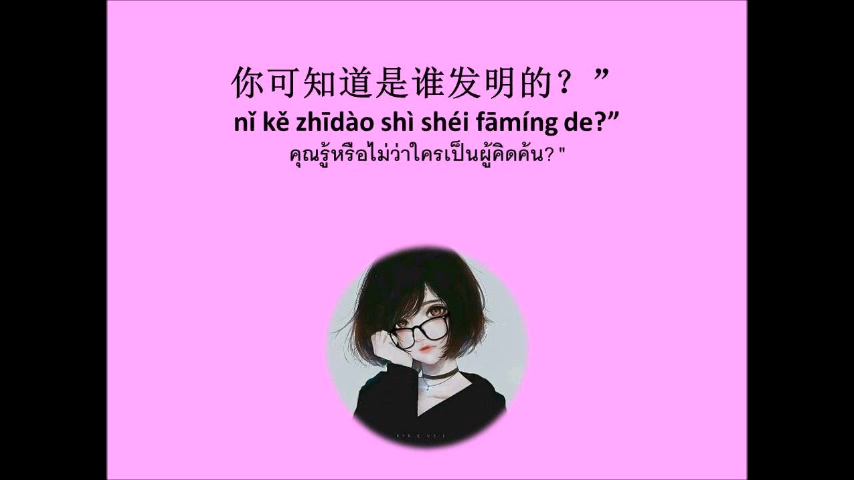 你可知道是谁发明的？”
nǐ kě zhīdào shì shéi fāmíng de?”
คุณรู้หรือไม่ว่าใครเป็นผู้คิดค้น? "